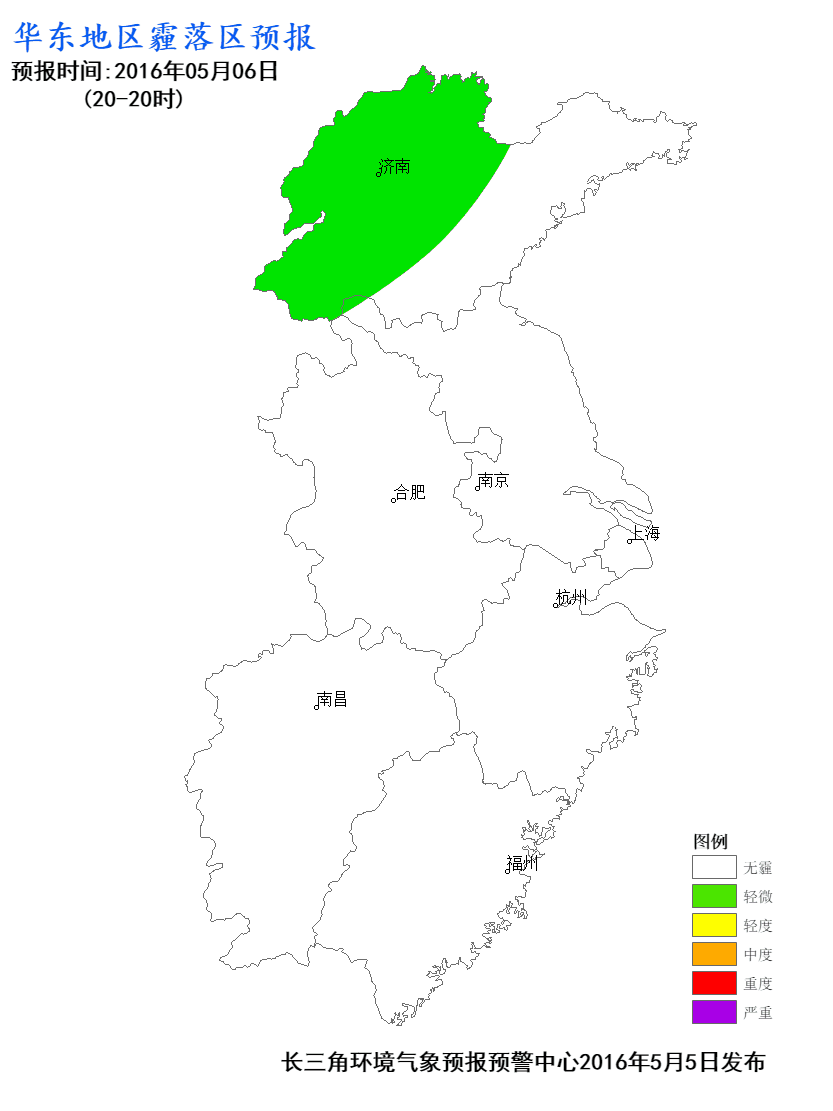 华东地区霾落区预报
预报时间:2016年05月06日
(20-20时)
济南
合肥
南京
上海
杭州
南昌
福州
图例
无霾
轻微
轻度
中度
重度
严重
长三角环境气象预报预警中心2016年5月5日发布